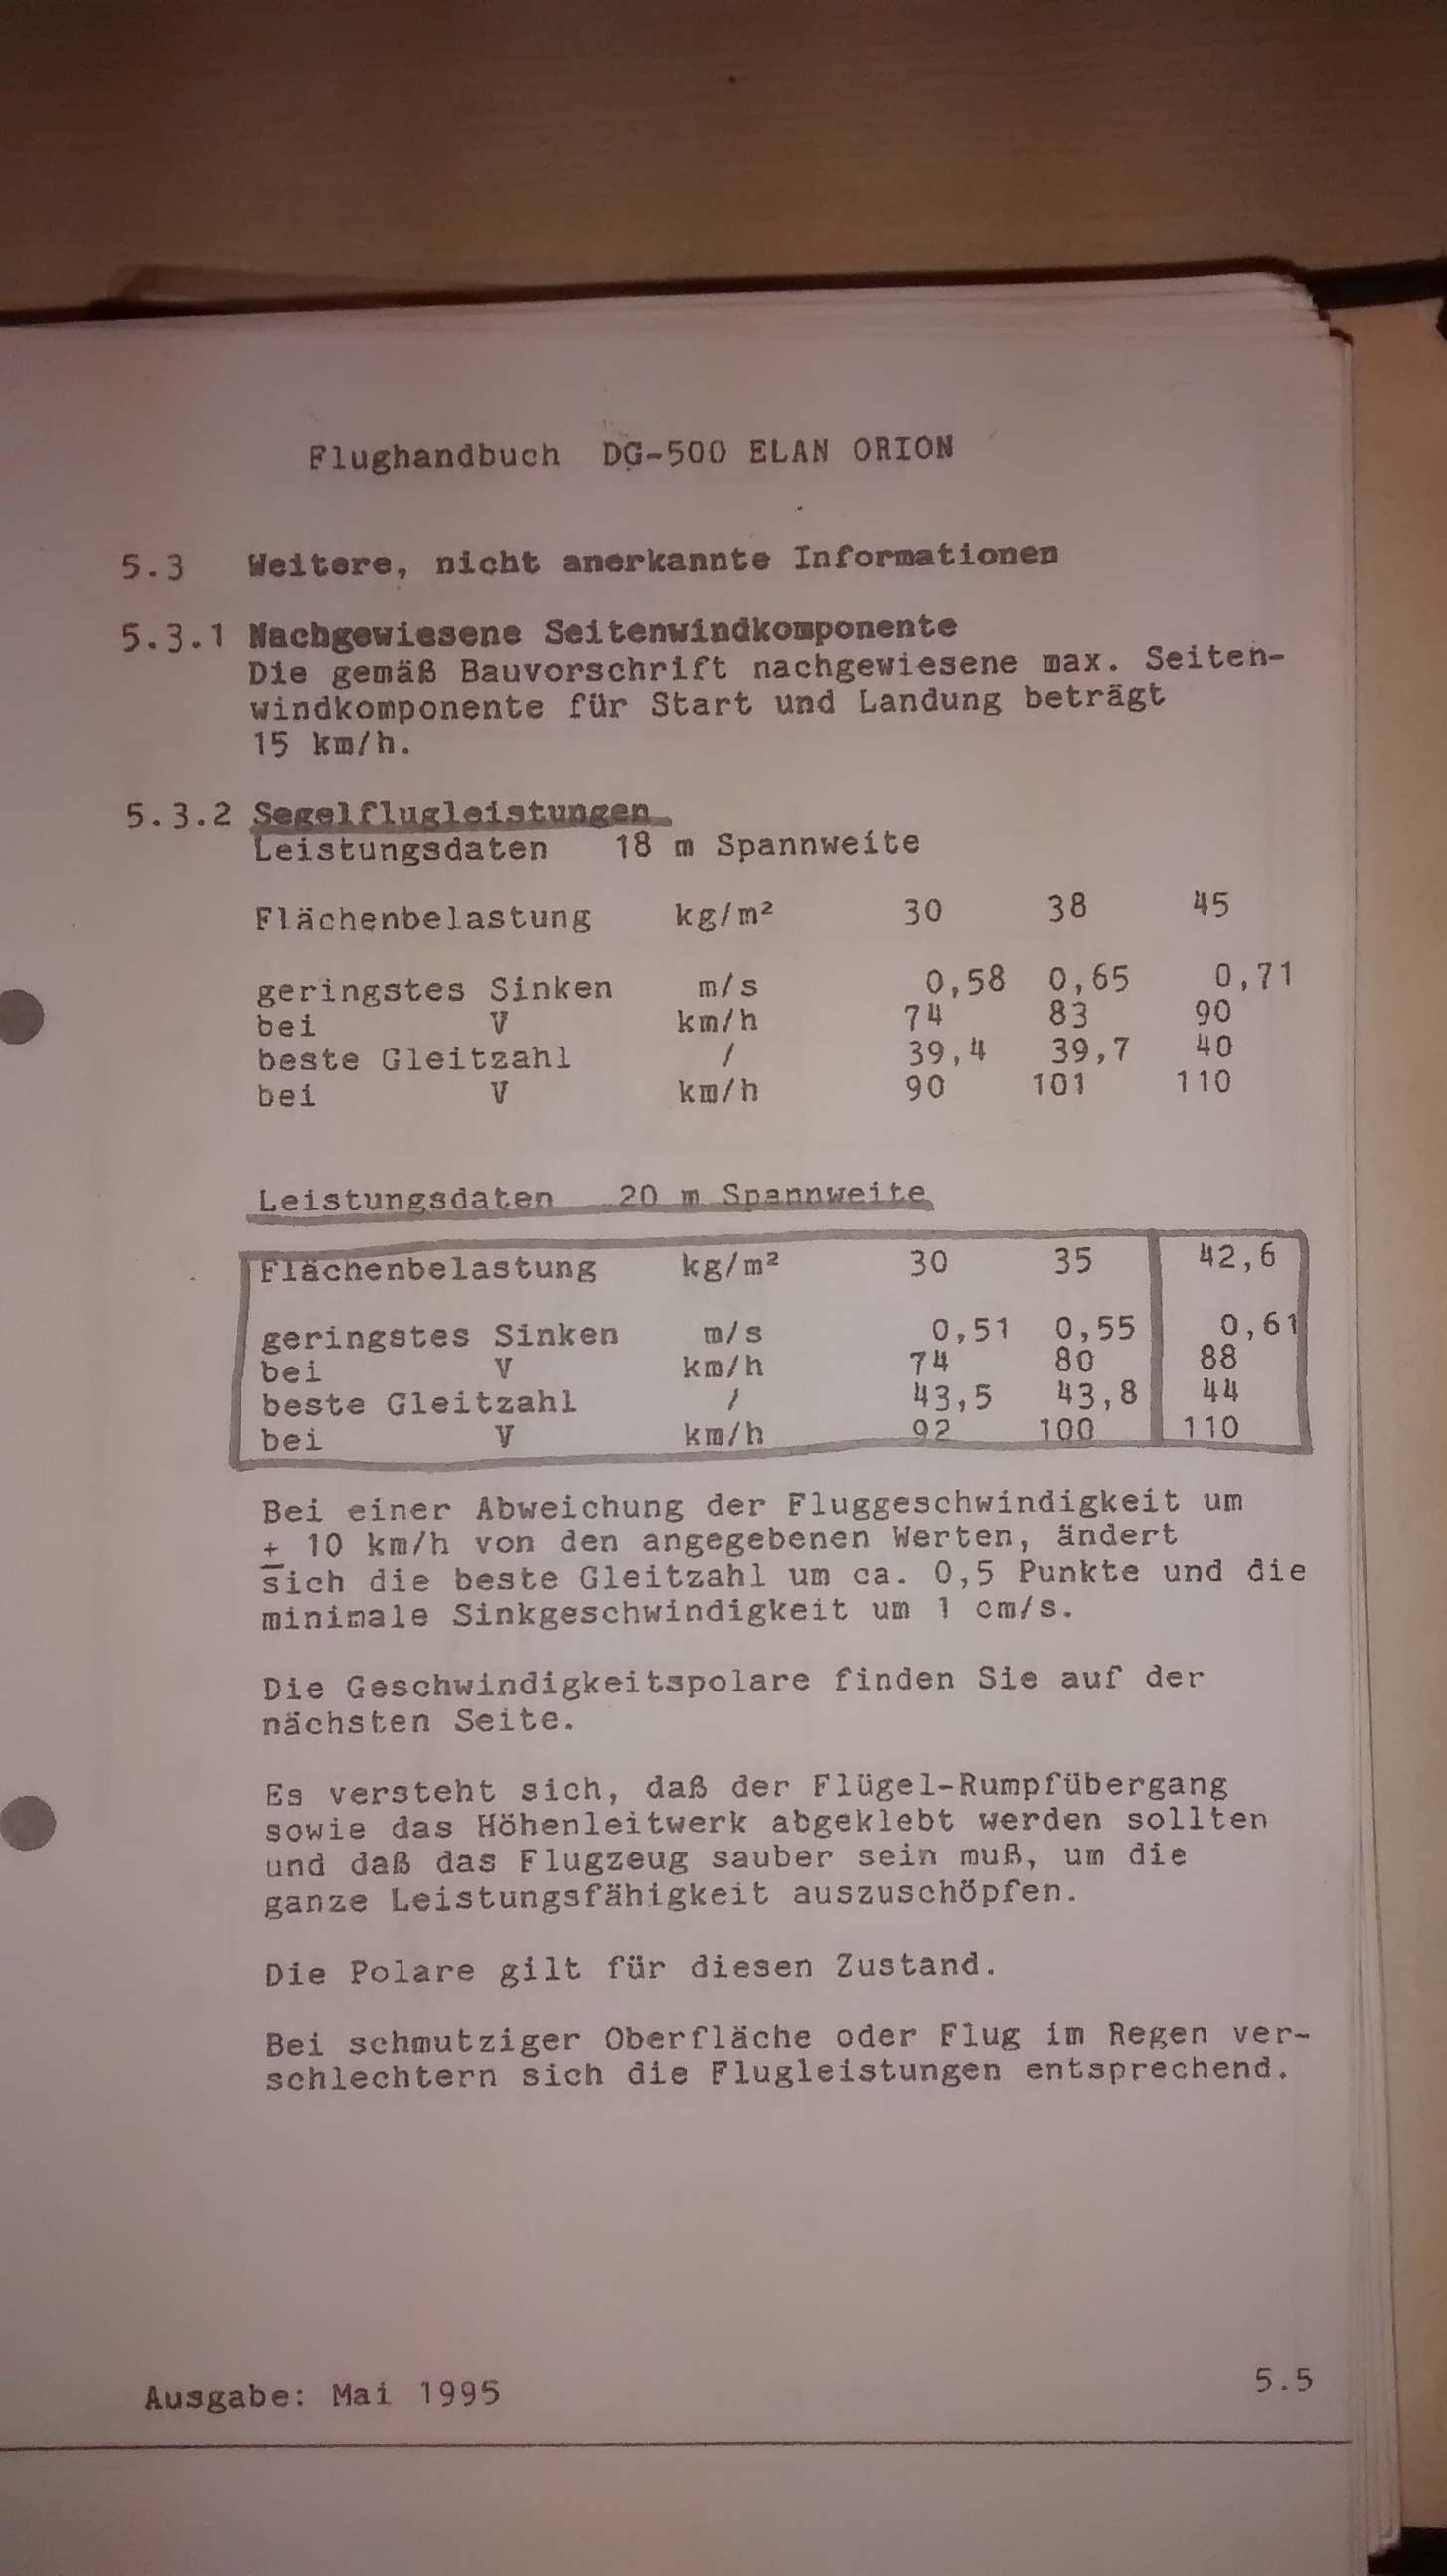 Flughandbuch DG-500 ELAN ORION
5.3 Weitere, nicht anerkannte Informationen
5.3.1 Nachgewiesene Seitenwindkomponente
Die gemäß Bauvorschrift nachgewiesene max. Seiten-
windkomponente für Start und Landung beträgt
15 km/h.
5.3.2 Segelflugleistungen
Leistungsdaten 18 m Spannweite
Flächenbelastung kg/m² 30 38 45
geringstes Sinken m/s 0,58 0,65 0,71
bei V km/h 74 83 90
beste Gleitzahl / 39,4 39,7 40
bei V km/h 90 101 110
Leistungsdaten 20 m Spannweite
Flächenbelastung kg/m² 30 35 42,6
geringstes Sinken m/s 0,51 0,55 0,61
bei V km/h 74 80 88
beste Gleitzahl / 43,5 43,8 44
bei V km/h 92 100 110
Bei einer Abweichung der Fluggeschwindigkeit um
± 10 km/h von den angegebenen Werten, ändert
sich die beste Gleitzahl um ca. 0,5 Punkte und die
minimale Sinkgeschwindigkeit um 1 cm/s.
Die Geschwindigkeitspolare finden Sie auf der
nächsten Seite.
Es versteht sich, daß der Flügel-Rumpfübergang
sowie das Höhenleitwerk abgeklebt werden sollten
und daß das Flugzeug sauber sein muß, um die
ganze Leistungsfähigkeit auszuschöpfen.
Die Polare gilt für diesen Zustand.
Bei schmutziger Oberfläche oder Flug im Regen ver-
schlechtern sich die Flugleistungen entsprechend.
Ausgabe: Mai 1995 5.5